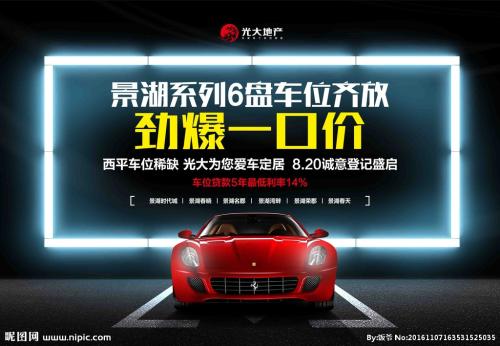 光大地产
景湖系列6盘车位齐放
劲爆一口价
西平车位稀缺 光大为您爱车定居 8.20诚意登记盛启
车位贷款5年最低利率14%
景湖时代城 | 景湖春晓 | 景湖名郡 | 景湖湾畔 | 景湖荣郡 | 景湖春天
昵图网 www.nipic.com
By:饭爷 No:20161107163531525035